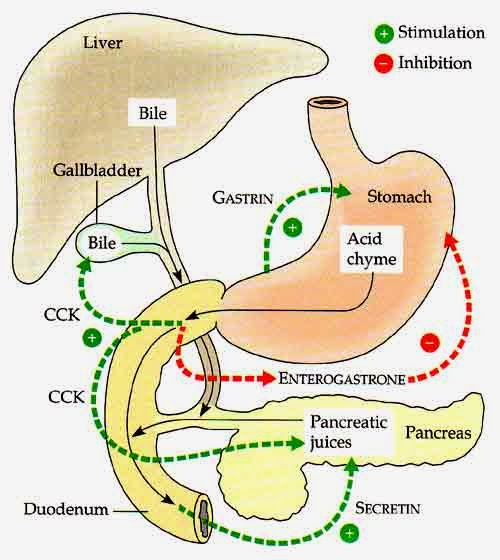 Liver
+ Stimulation
− Inhibition
Bile
Gallbladder
GASTRIN
Stomach
+
Bile
Acid
chyme
CCK
+
−
ENTEROGASTRONE
CCK
Pancreatic
juices
Pancreas
Duodenum
SECRETIN
+